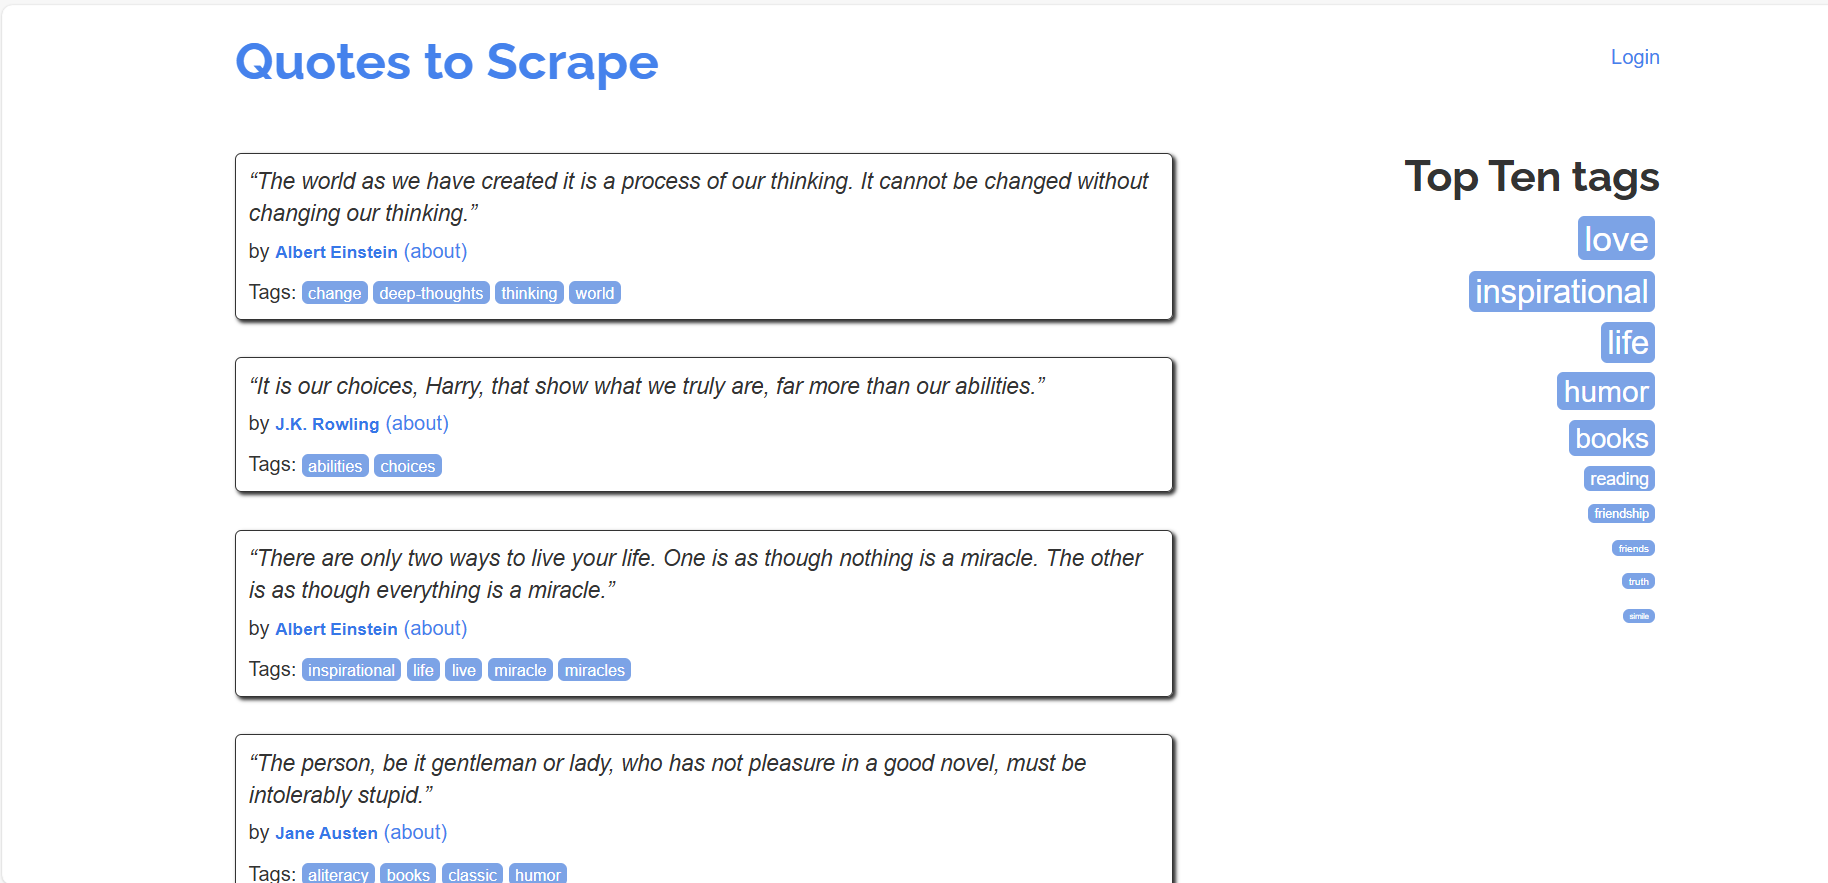 Quotes to Scrape
Login
“The world as we have created it is a process of our thinking. It cannot be changed without
changing our thinking.”
by Albert Einstein (about)
Tags: change deep-thoughts thinking world
“It is our choices, Harry, that show what we truly are, far more than our abilities.”
by J.K. Rowling (about)
Tags: abilities choices
“There are only two ways to live your life. One is as though nothing is a miracle. The other
is as though everything is a miracle.”
by Albert Einstein (about)
Tags: inspirational life live miracle miracles
“The person, be it gentleman or lady, who has not pleasure in a good novel, must be
intolerably stupid.”
by Jane Austen (about)
Tags: aliteracy books classic humor
Top Ten tags
love
inspirational
life
humor
books
reading
friendship
friends
truth
simile